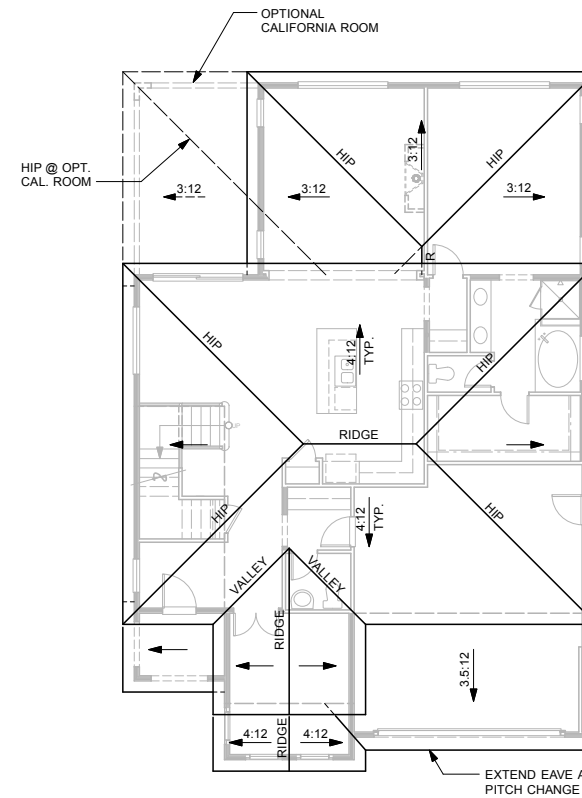 OPTIONAL
CALIFORNIA ROOM
HIP @ OPT.
CAL. ROOM
HIP
HIP
3:12
3:12
3:12
3:12
R
HIP
4:12
TYP.
HIP
RIDGE
HIP
4:12
TYP.
HIP
VALLEY
VALLEY
RIDGE
3.5:12
4:12
RIDGE
4:12
EXTEND EAVE A
PITCH CHANGE